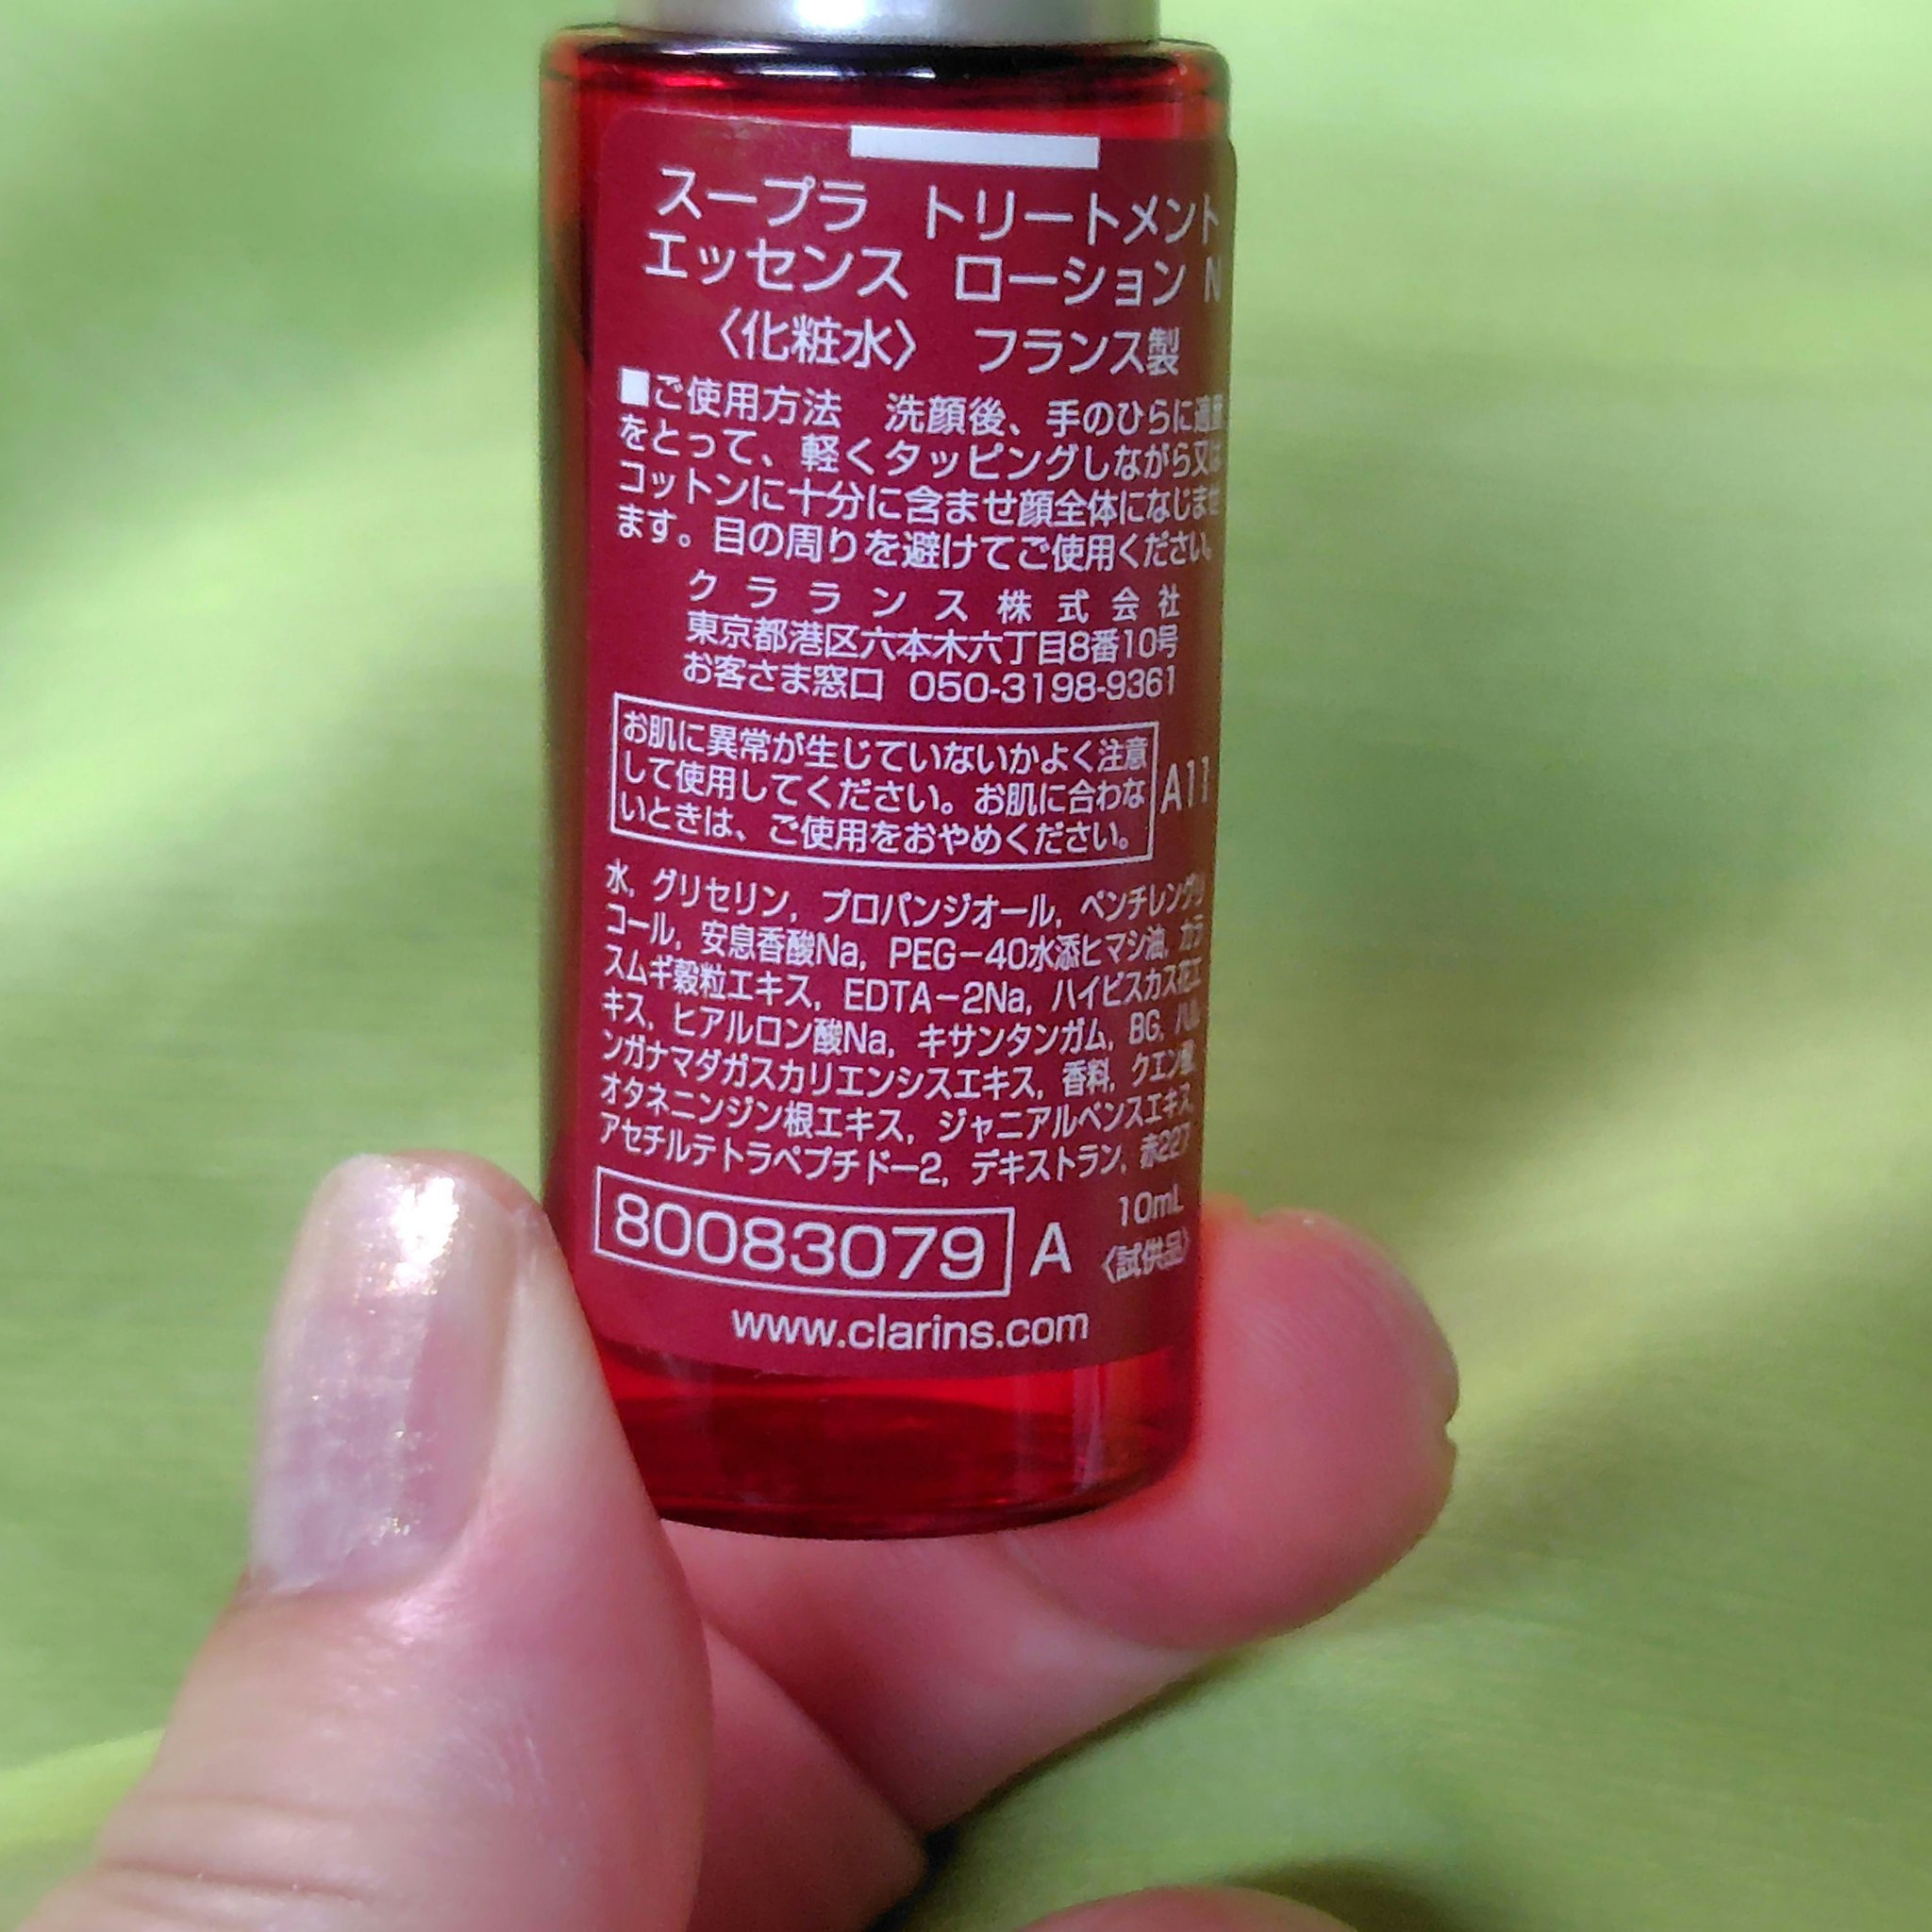 スープラ トリートメント
エッセンス ローション N
〈化粧水〉 フランス製
■ご使用方法 洗顔後、手のひらに適量
をとって、軽くタッピングしながら又は
コットンに十分に含ませ顔全体になじませ
ます。目の周りを避けてご使用ください。
クラランス株式会社
東京都港区六本木六丁目8番10号
お客さま窓口 050-3198-9361
お肌に異常が生じていないかよく注意
して使用してください。お肌に合わな
いときは、ご使用をおやめください。
A11
水, グリセリン, プロパンジオール, ペンチレングリ
コール, 安息香酸Na, PEG－40水添ヒマシ油, カラ
スムギ穀粒エキス, EDTA－2Na, ハイビスカス花エ
キス, ヒアルロン酸Na, キサンタンガム, BG, ハル
ンガナマダガスカリエンシスエキス, 香料, クエン酸
オタネニンジン根エキス, ジャニアルベンスエキス,
アセチルテトラペプチド－2, デキストラン, 赤227
80083079 A
10mL
〈試供品〉
www.clarins.com